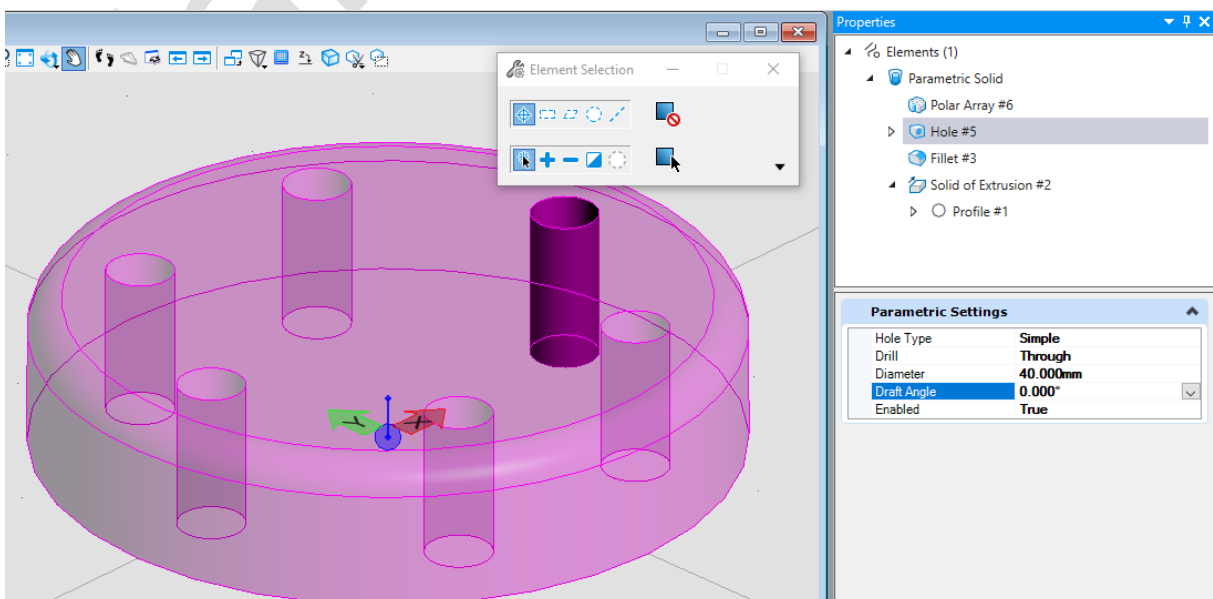 Properties
Elements (1)
Parametric Solid
Polar Array #6
Hole #5
Fillet #3
Solid of Extrusion #2
Profile #1
Element Selection
Parametric Settings
Hole Type Simple
Drill Through
Diameter 40.000mm
Draft Angle 0.000°
Enabled True
Y
X